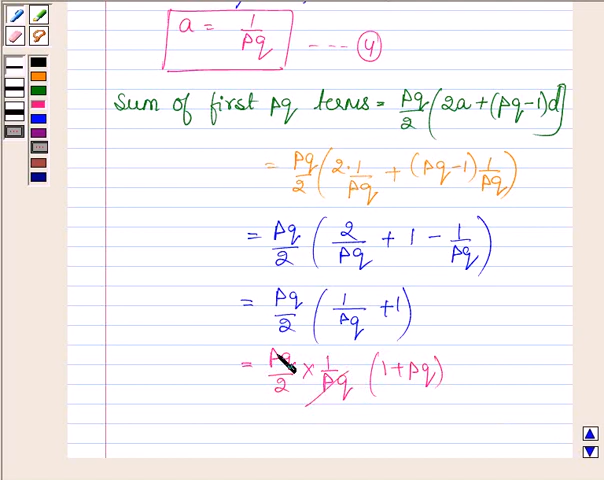 a = 1/pq ---- ④
Sum of first pq terms = pq/2 (2a + (pq-1)d)
= pq/2 (2·1/pq + (pq-1) 1/pq)
= pq/2 (2/pq + 1 - 1/pq)
= pq/2 (1/pq + 1)
= pq/2 × 1/pq (1+pq)